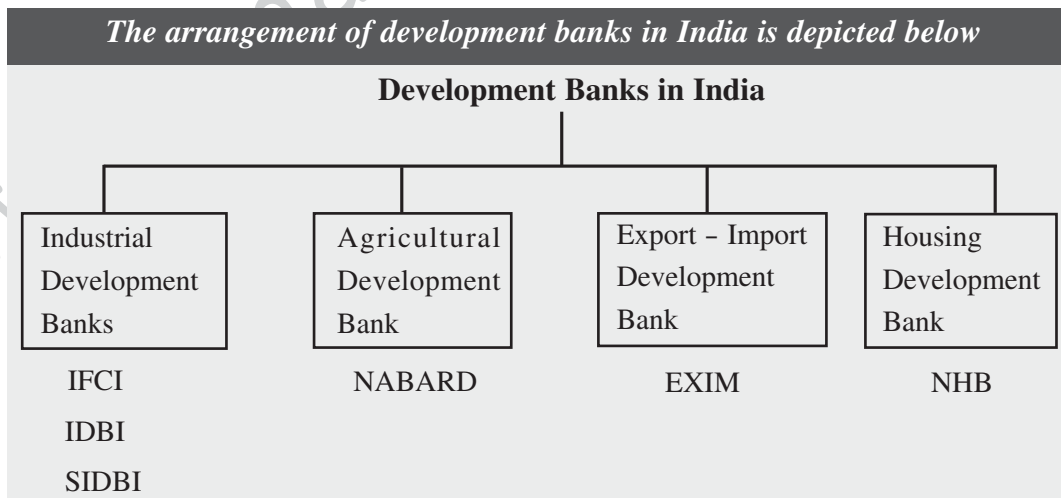 The arrangement of development banks in India is depicted below
Development Banks in India
Industrial
Development
Banks
IFCI
IDBI
SIDBI
Agricultural
Development
Bank
NABARD
Export – Import
Development
Bank
EXIM
Housing
Development
Bank
NHB